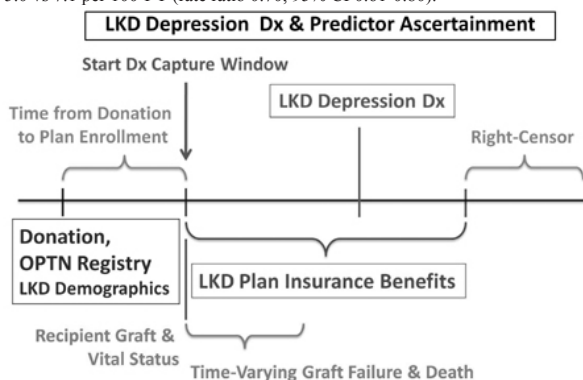 LKD Depression Dx & Predictor Ascertainment
Start Dx Capture Window
Time from Donation
to Plan Enrollment
LKD Depression Dx
Right-Censor
Donation,
OPTN Registry
LKD Demographics
LKD Plan Insurance Benefits
Recipient Graft &
Vital Status
Time-Varying Graft Failure & Death